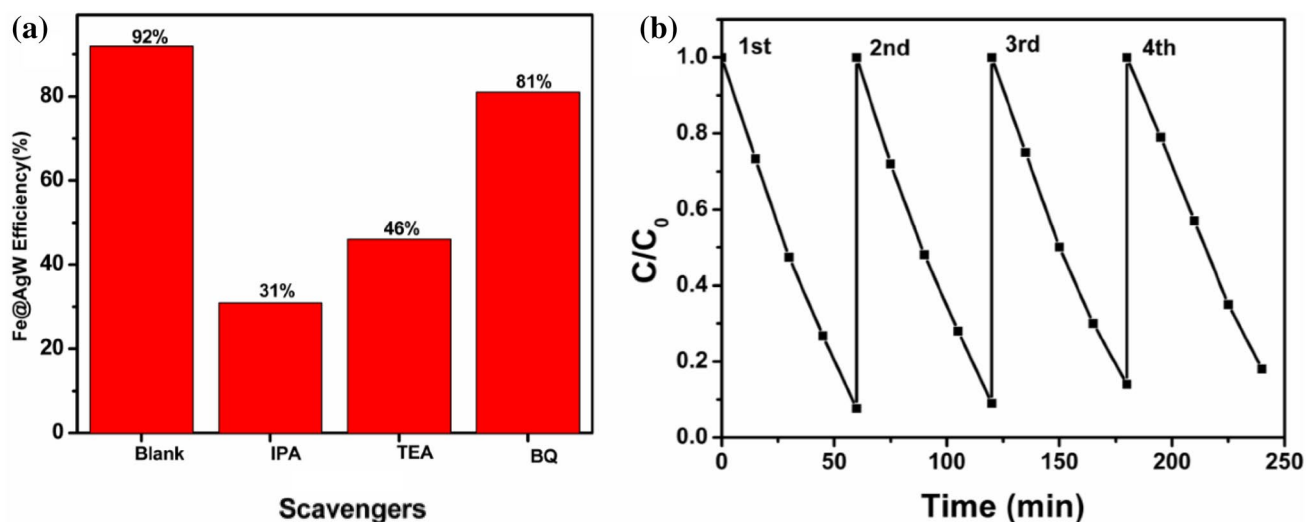 (a)
Fe@AgW Efficiency(%)
80
60
40
20
0
92%
31%
46%
81%
Blank IPA TEA BQ
Scavengers
(b)
C/C0
1.0
0.8
0.6
0.4
0.2
0.0
1st 2nd 3rd 4th
0 50 100 150 200 250
Time (min)